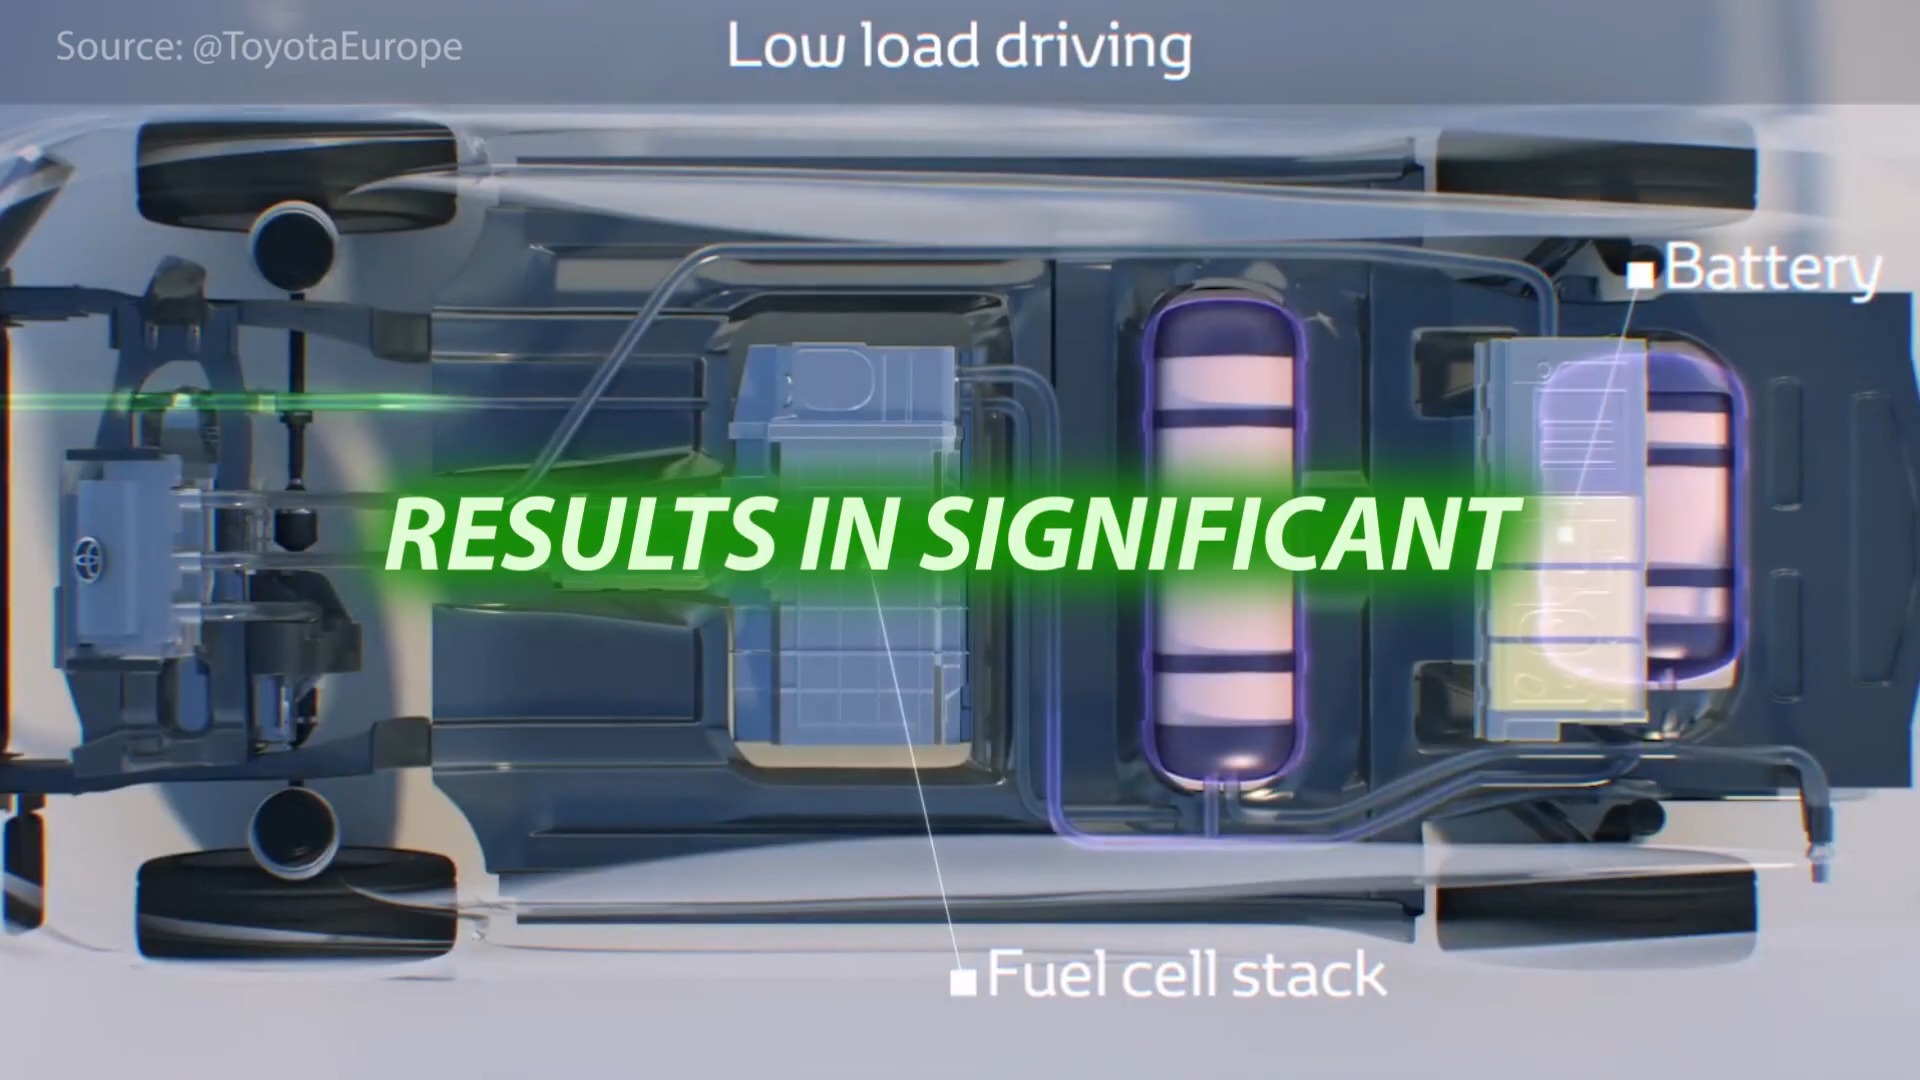 Source: @ToyotaEurope
Low load driving
Battery
RESULTS IN SIGNIFICANT
Fuel cell stack